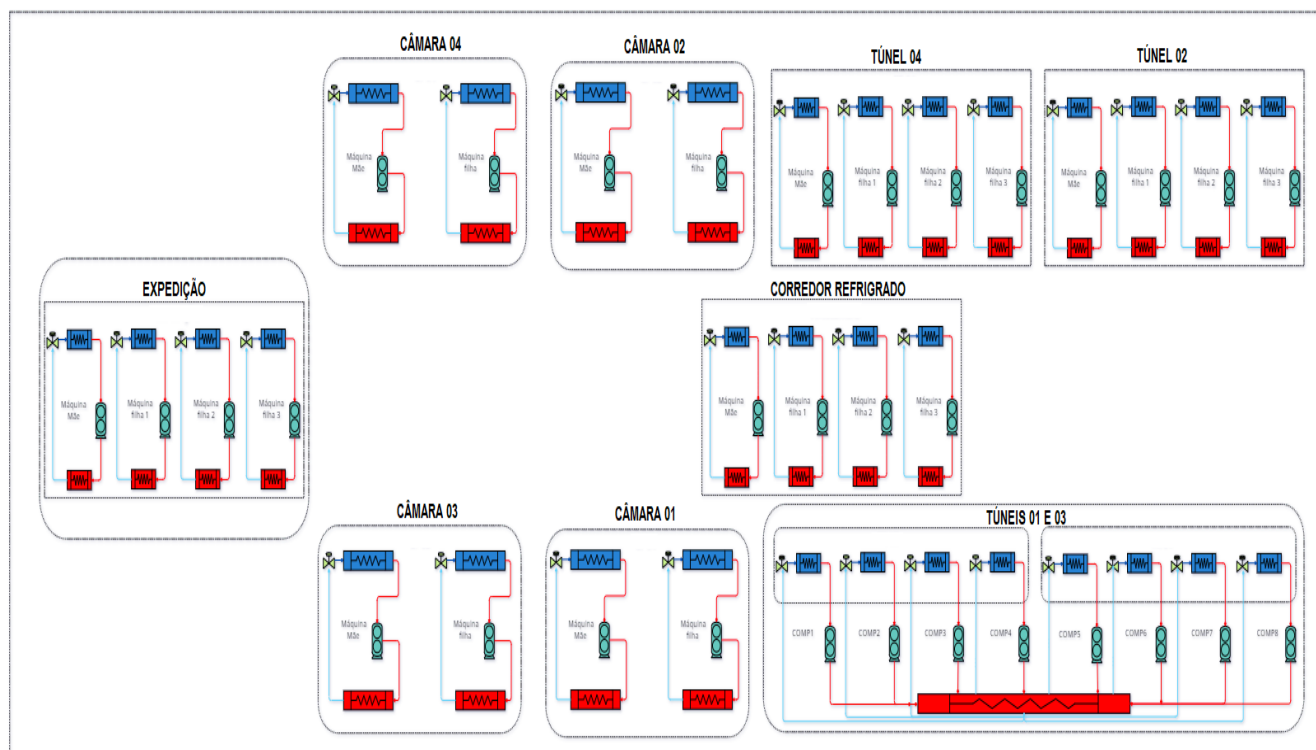 CÂMARA 04
CÂMARA 02
TÚNEL 04
TÚNEL 02
Máquina
Mãe
Máquina
filha
Máquina
Mãe
Máquina
filha
Máquina
Mãe
Máquina
filha 1
Máquina
filha 2
Máquina
filha 3
Máquina
Mãe
Máquina
filha 1
Máquina
filha 2
Máquina
filha 3
EXPEDIÇÃO
CORREDOR REFRIGRADO
Máquina
Mãe
Máquina
filha 1
Máquina
filha 2
Máquina
filha 3
Máquina
Mãe
Máquina
filha 1
Máquina
filha 2
Máquina
filha 3
CÂMARA 03
CÂMARA 01
TÚNEIS 01 E 03
Máquina
Mãe
Máquina
filha
Máquina
Mãe
Máquina
filha
COMP1
COMP2
COMP3
COMP4
COMP5
COMP6
COMP7
COMP8